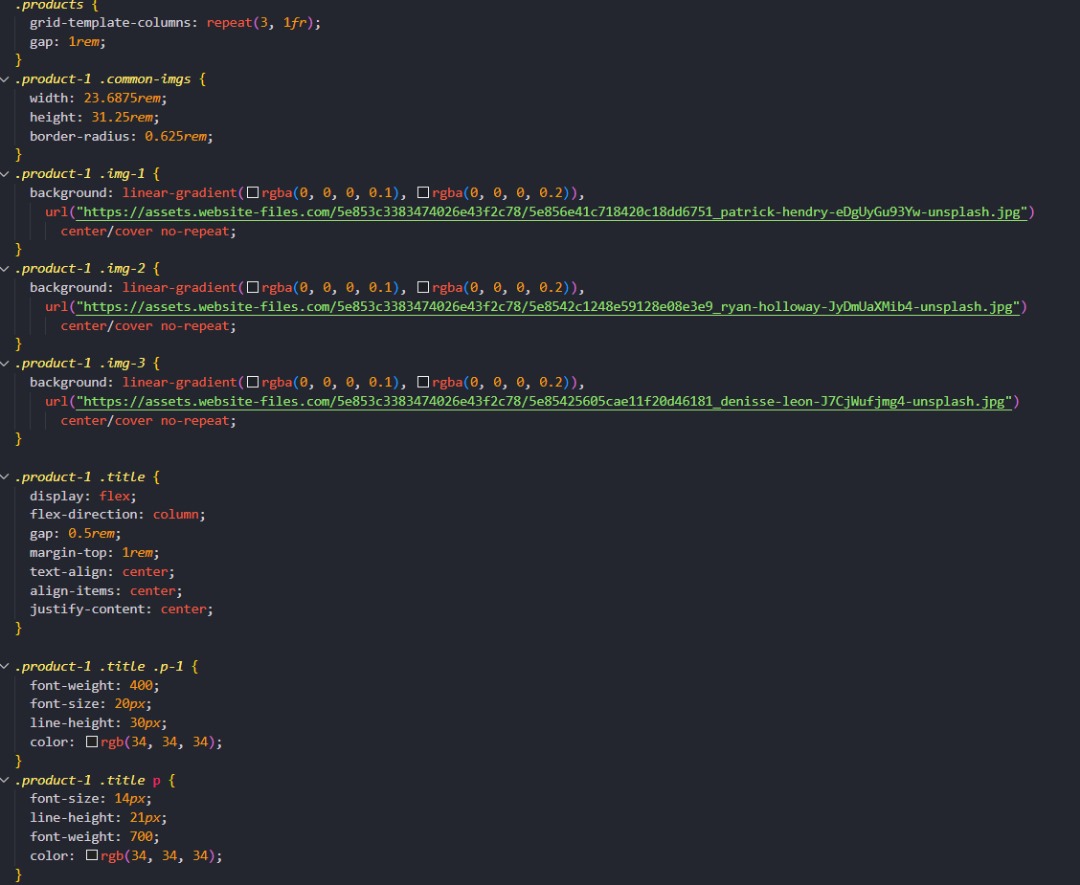 .products {
grid-template-columns: repeat(3, 1fr);
gap: 1rem;
}
.product-1 .common-imgs {
width: 23.6875rem;
height: 31.25rem;
border-radius: 0.625rem;
}
.product-1 .img-1 {
background: linear-gradient(rgba(0, 0, 0, 0.1), rgba(0, 0, 0, 0.2)),
url("https://assets.website-files.com/5e853c3383474026e43f2c78/5e856e41c718420c18dd6751_patrick-hendry-eDgUyGu93Yw-unsplash.jpg")
center/cover no-repeat;
}
.product-1 .img-2 {
background: linear-gradient(rgba(0, 0, 0, 0.1), rgba(0, 0, 0, 0.2)),
url("https://assets.website-files.com/5e853c3383474026e43f2c78/5e8542c1248e59128e08e3e9_ryan-holloway-JyDmUaXMib4-unsplash.jpg")
center/cover no-repeat;
}
.product-1 .img-3 {
background: linear-gradient(rgba(0, 0, 0, 0.1), rgba(0, 0, 0, 0.2)),
url("https://assets.website-files.com/5e853c3383474026e43f2c78/5e85425605cae11f20d46181_denisse-leon-J7CjWufjmg4-unsplash.jpg")
center/cover no-repeat;
}
.product-1 .title {
display: flex;
flex-direction: column;
gap: 0.5rem;
margin-top: 1rem;
text-align: center;
align-items: center;
justify-content: center;
}
.product-1 .title .p-1 {
font-weight: 400;
font-size: 20px;
line-height: 30px;
color: rgb(34, 34, 34);
}
.product-1 .title p {
font-size: 14px;
line-height: 21px;
font-weight: 700;
color: rgb(34, 34, 34);
}